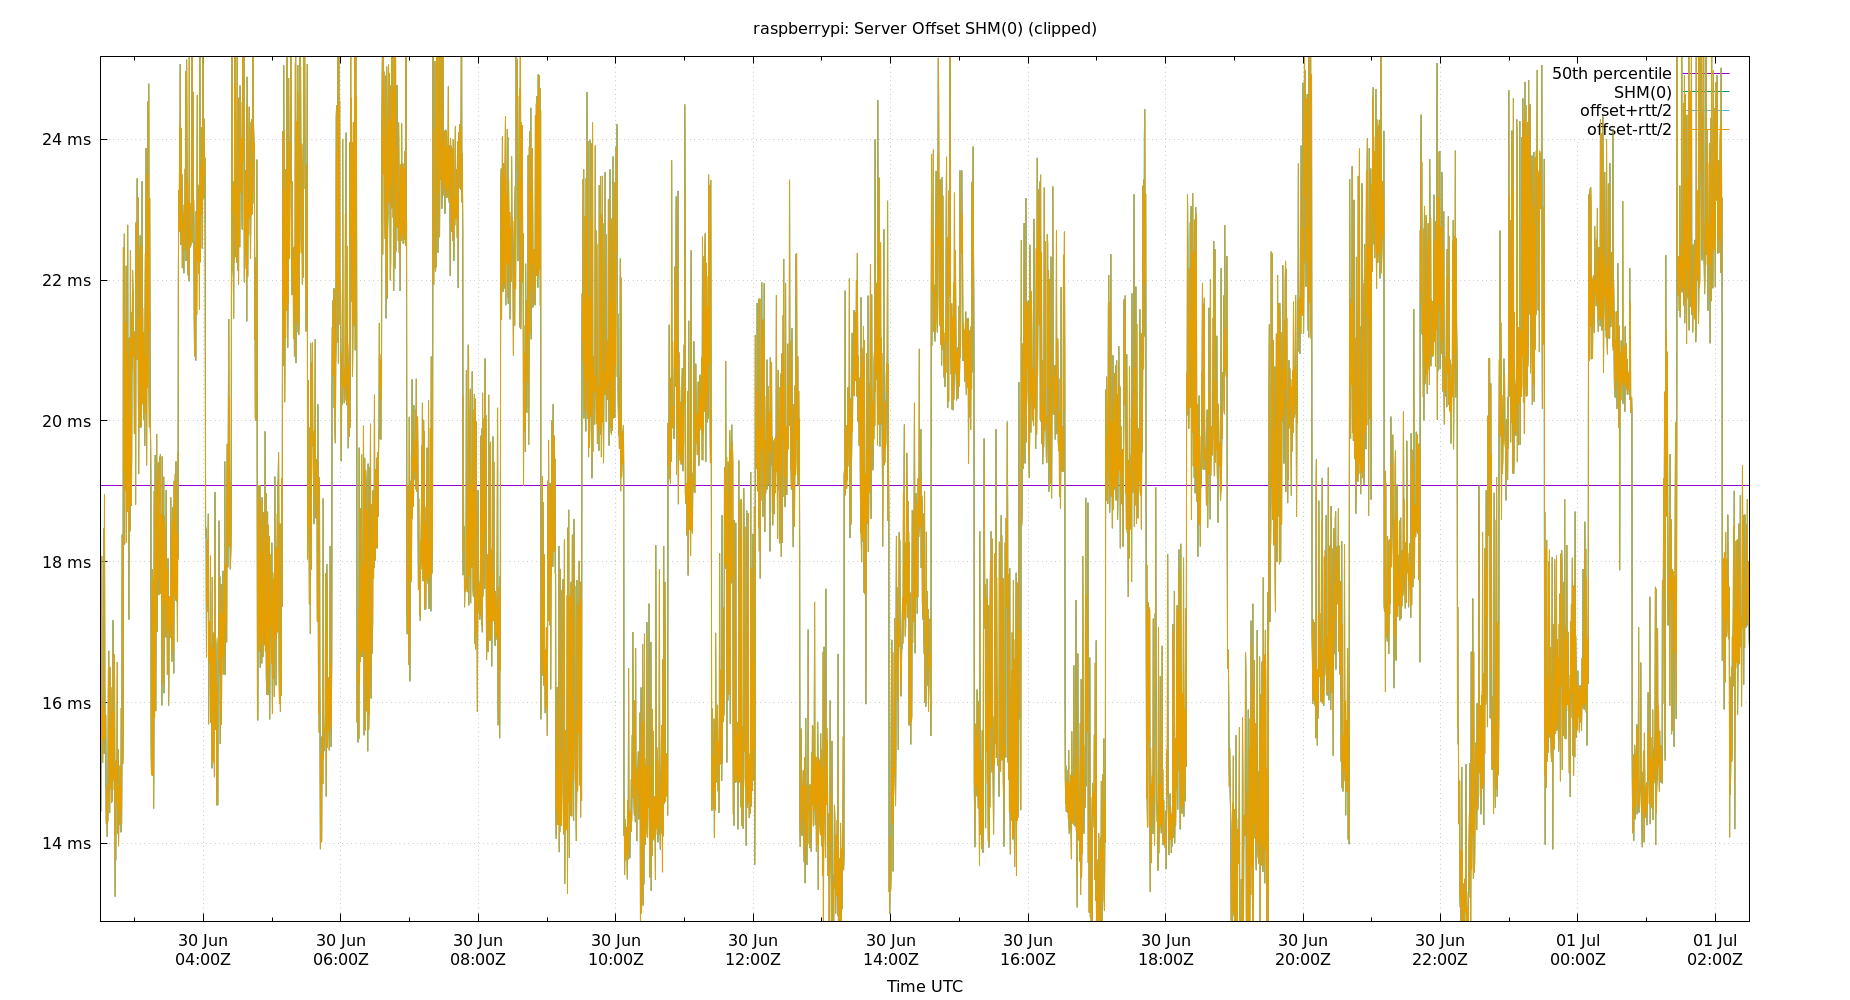 raspberrypi: Server Offset SHM(0) (clipped)
50th percentile
SHM(0)
offset+rtt/2
offset-rtt/2
24 ms
22 ms
20 ms
18 ms
16 ms
14 ms
30 Jun 30 Jun 30 Jun 30 Jun 30 Jun 30 Jun 30 Jun 30 Jun 30 Jun 30 Jun 01 Jul 01 Jul
04:00Z 06:00Z 08:00Z 10:00Z 12:00Z 14:00Z 16:00Z 18:00Z 20:00Z 22:00Z 00:00Z 02:00Z
Time UTC